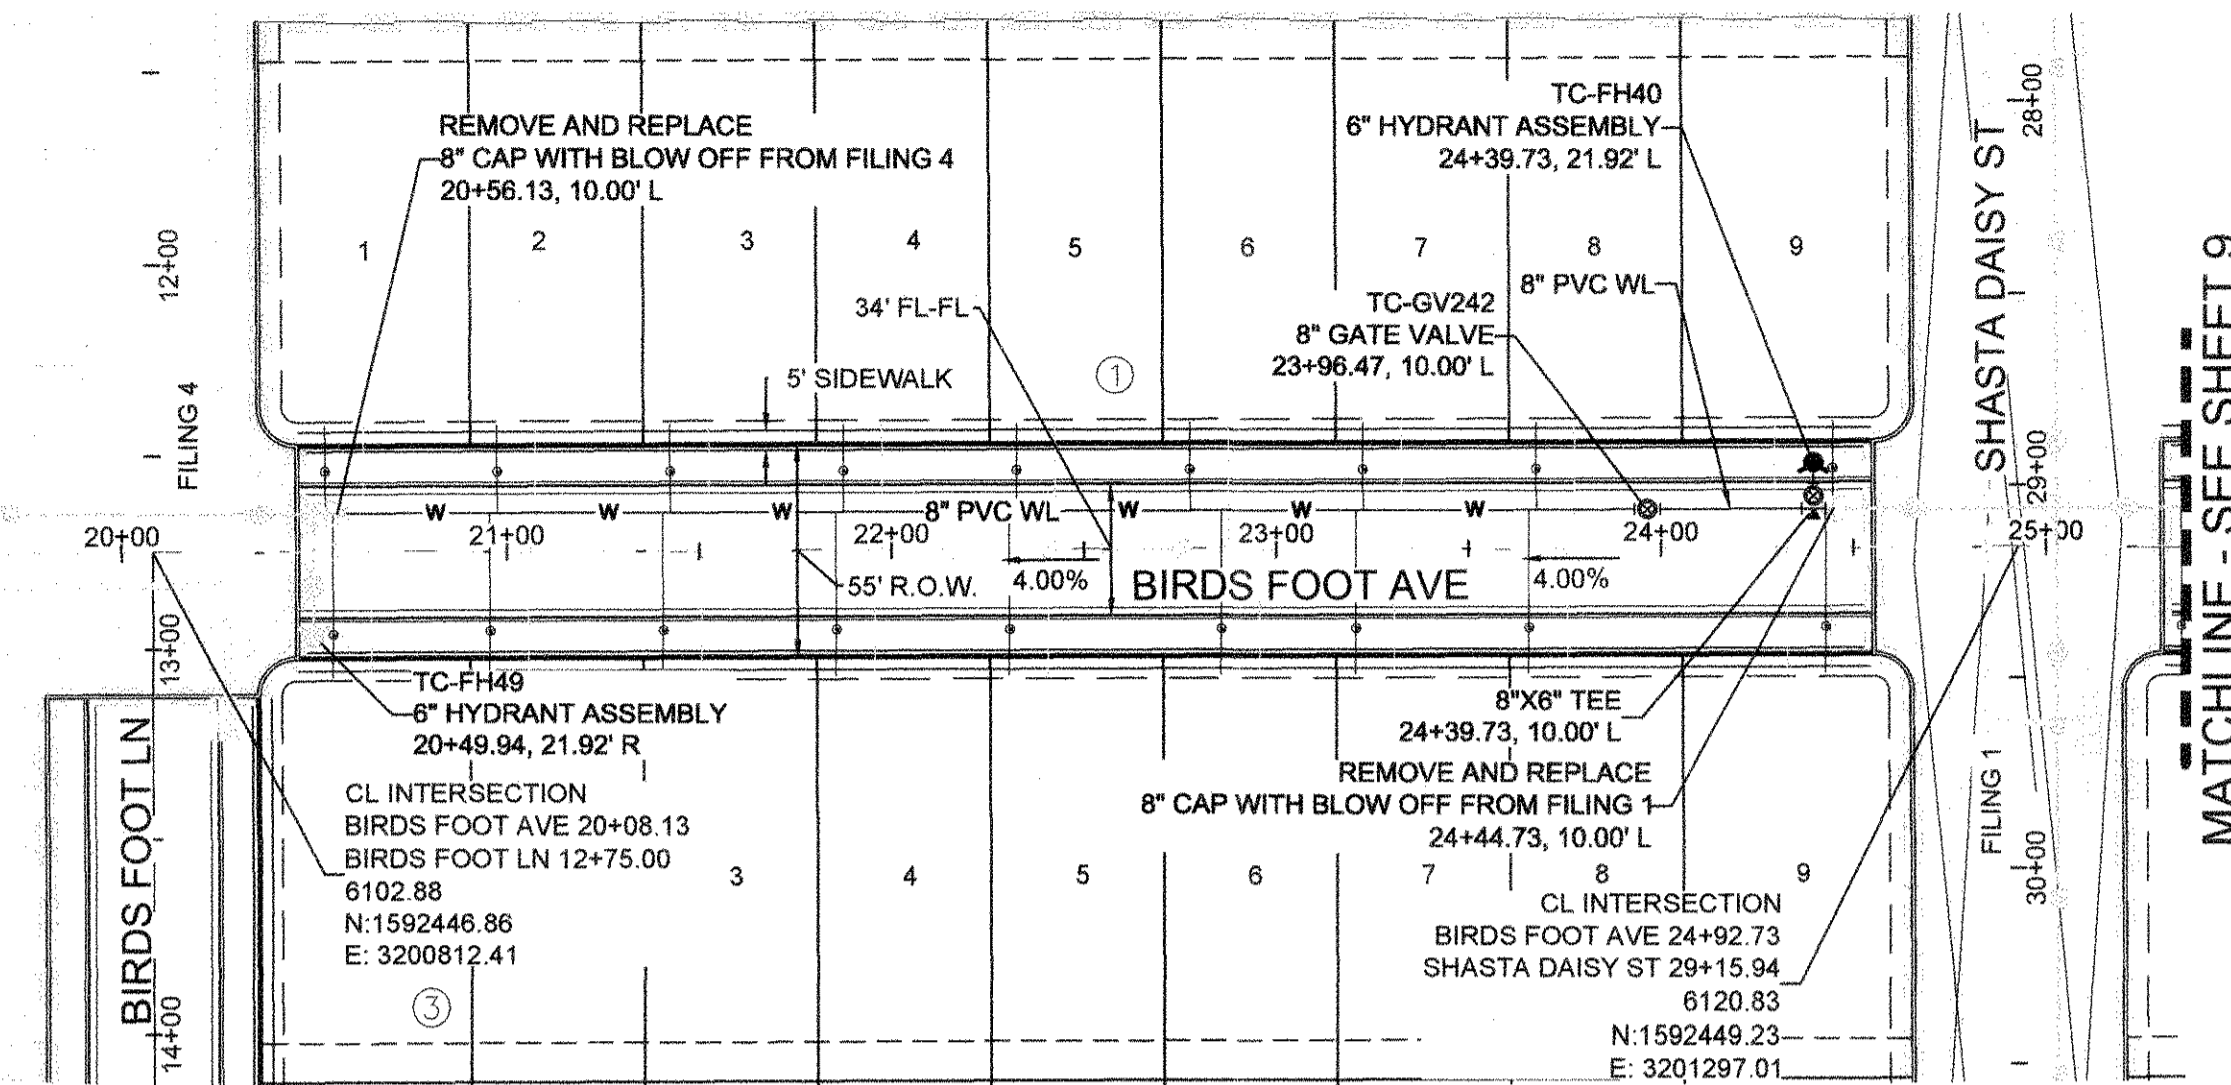 REMOVE AND REPLACE
8" CAP WITH BLOW OFF FROM FILING 4
20+56.13, 10.00' L
TC-FH40
6" HYDRANT ASSEMBLY
24+39.73, 21.92' L
1
2
3
4
5
6
7
8
9
8" PVC WL
TC-GV242
8" GATE VALVE
23+96.47, 10.00' L
34' FL-FL
5' SIDEWALK
1
12+00
FILING 4
13+00
BIRDS FOOT LN
14+00
28+00
SHASTA DAISY ST
29+00
FILING 1
30+00
MATCHLINE - SEE SHEET 9
W
W
W
8" PVC WL
W
W
W
20+00
21+00
22+00
23+00
24+00
25+00
55' R.O.W.
4.00%
BIRDS FOOT AVE
4.00%
TC-FH49
6" HYDRANT ASSEMBLY
20+49.94, 21.92' R
CL INTERSECTION
BIRDS FOOT AVE 20+08.13
BIRDS FOOT LN 12+75.00
6102.88
N:1592446.86
E: 3200812.41
8"X6" TEE
24+39.73, 10.00' L
REMOVE AND REPLACE
8" CAP WITH BLOW OFF FROM FILING 1
24+44.73, 10.00' L
3
4
5
6
7
8
9
CL INTERSECTION
BIRDS FOOT AVE 24+92.73
SHASTA DAISY ST 29+15.94
6120.83
N:1592449.23
E: 3201297.01
3